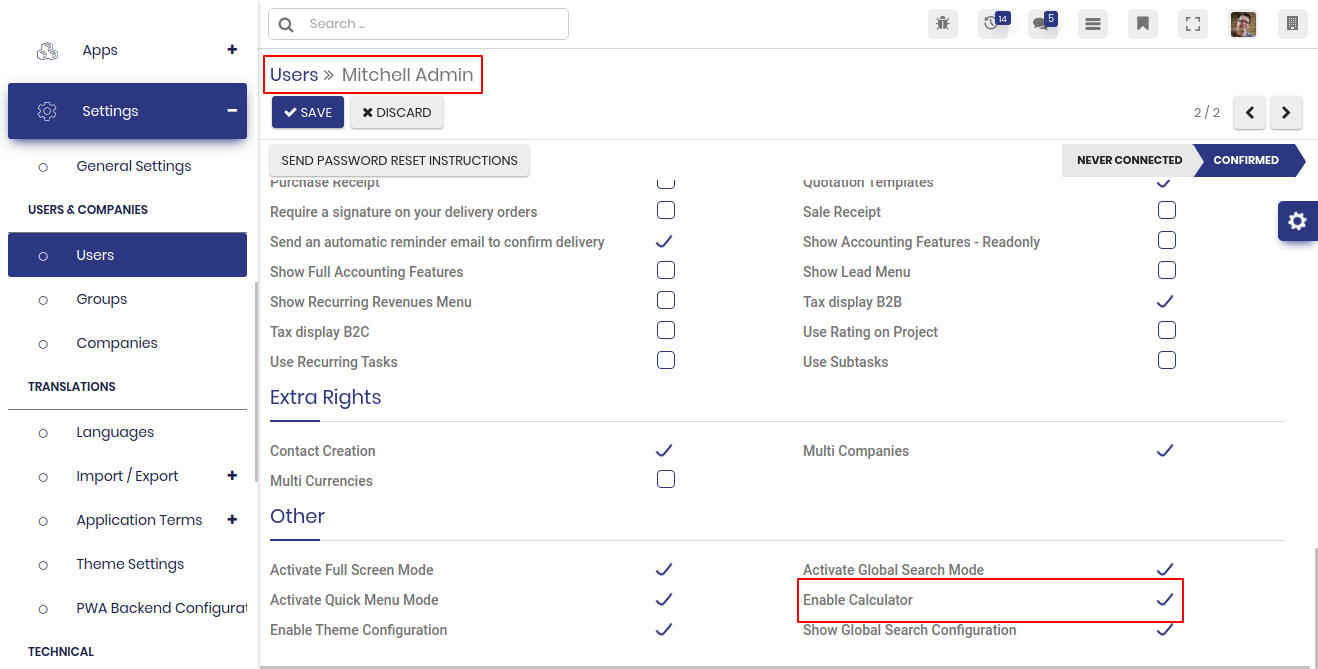 Search ...
14
5
Apps
Settings
General Settings
USERS & COMPANIES
Users
Groups
Companies
TRANSLATIONS
Languages
Import / Export
Application Terms
Theme Settings
PWA Backend Configurat
TECHNICAL
Users » Mitchell Admin
SAVE
DISCARD
2 / 2
SEND PASSWORD RESET INSTRUCTIONS
NEVER CONNECTED
CONFIRMED
Purchase Receipt
Quotation Templates
Require a signature on your delivery orders
Sale Receipt
Send an automatic reminder email to confirm delivery
Show Accounting Features - Readonly
Show Full Accounting Features
Show Lead Menu
Show Recurring Revenues Menu
Tax display B2B
Tax display B2C
Use Rating on Project
Use Recurring Tasks
Use Subtasks
Extra Rights
Contact Creation
Multi Companies
Multi Currencies
Other
Activate Full Screen Mode
Activate Global Search Mode
Activate Quick Menu Mode
Enable Calculator
Enable Theme Configuration
Show Global Search Configuration